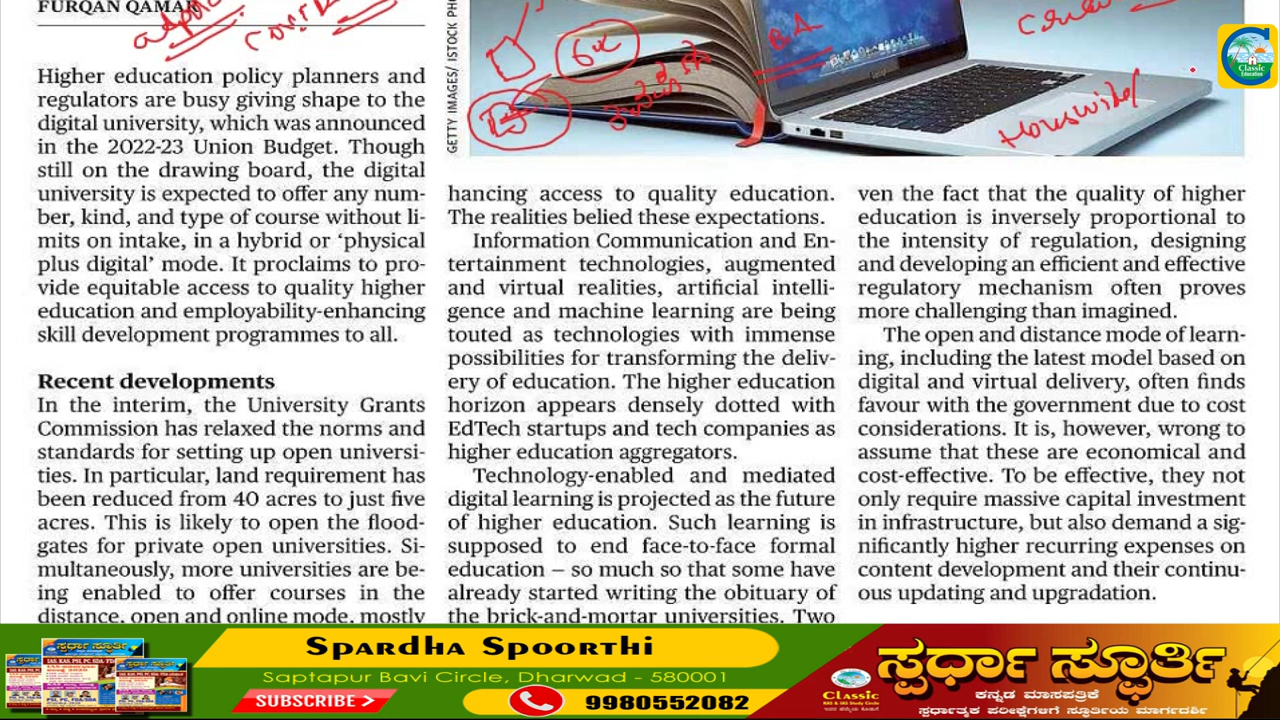 FURQAN QAMAR
Higher education policy planners and
regulators are busy giving shape to the
digital university, which was announced
in the 2022-23 Union Budget. Though
still on the drawing board, the digital
university is expected to offer any num-
ber, kind, and type of course without li-
mits on intake, in a hybrid or ‘physical
plus digital’ mode. It proclaims to pro-
vide equitable access to quality higher
education and employability-enhancing
skill development programmes to all.
Recent developments
In the interim, the University Grants
Commission has relaxed the norms and
standards for setting up open universi-
ties. In particular, land requirement has
been reduced from 40 acres to just five
acres. This is likely to open the flood-
gates for private open universities. Si-
multaneously, more universities are be-
ing enabled to offer courses in the
distance, open and online mode, mostly
GETTY IMAGES/ ISTOCK PH
B.A
hancing access to quality education.
The realities belied these expectations.
Information Communication and En-
tertainment technologies, augmented
and virtual realities, artificial intelli-
gence and machine learning are being
touted as technologies with immense
possibilities for transforming the deliv-
ery of education. The higher education
horizon appears densely dotted with
EdTech startups and tech companies as
higher education aggregators.
Technology-enabled and mediated
digital learning is projected as the future
of higher education. Such learning is
supposed to end face-to-face formal
education – so much so that some have
already started writing the obituary of
the brick-and-mortar universities. Two
ven the fact that the quality of higher
education is inversely proportional to
the intensity of regulation, designing
and developing an efficient and effective
regulatory mechanism often proves
more challenging than imagined.
The open and distance mode of learn-
ing, including the latest model based on
digital and virtual delivery, often finds
favour with the government due to cost
considerations. It is, however, wrong to
assume that these are economical and
cost-effective. To be effective, they not
only require massive capital investment
in infrastructure, but also demand a sig-
nificantly higher recurring expenses on
content development and their continu-
ous updating and upgradation.
Classic
Education
SPARDHA SPOORTHI
Saptapur Bavi Circle, Dharwad - 580001
SUBSCRIBE
9980552082
Classic
KAS & IAS Study Circle
ಸ್ಪರ್ಧಾ ಸ್ಫೂರ್ತಿ
ಕನ್ನಡ ಮಾಸಪತ್ರಿಕೆ
ಸ್ಪರ್ಧಾತ್ಮಕ ಪರೀಕ್ಷೆಗಳಿಗೆ ಸ್ಫೂರ್ತಿಯ ಮಾರ್ಗದರ್ಶಿ